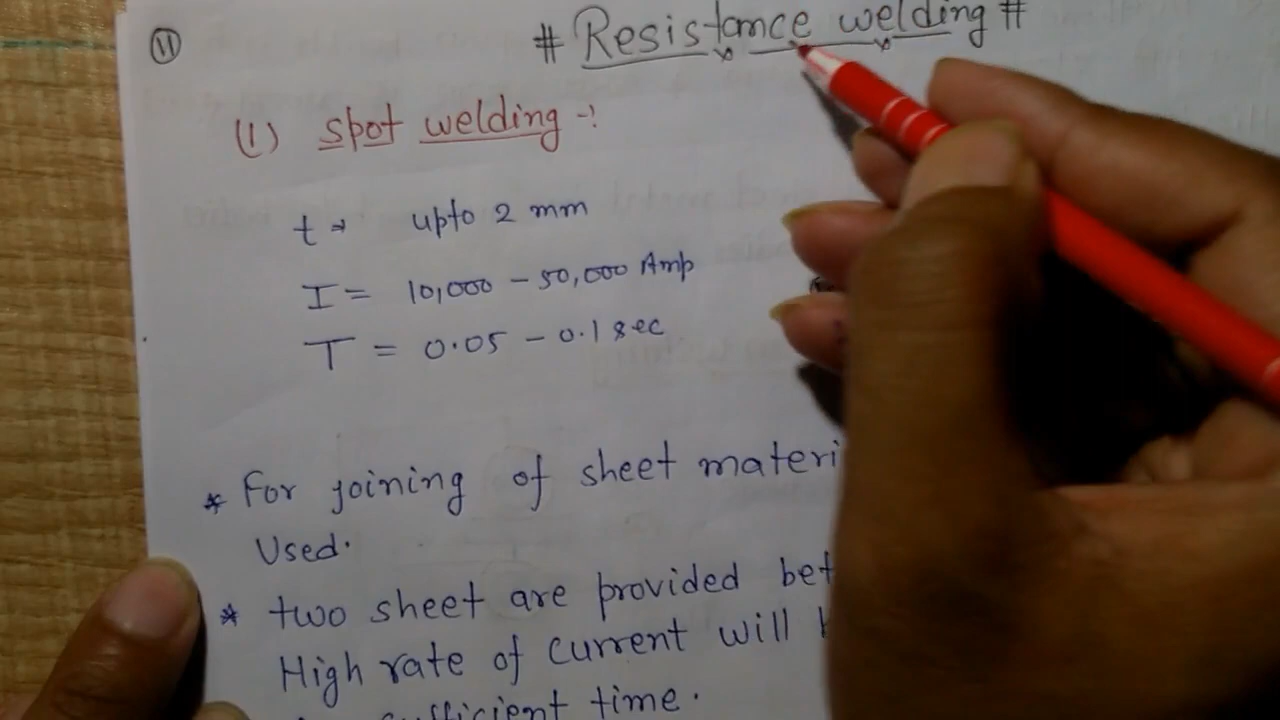 11
# Resistance welding #
(1) spot welding -:
t → upto 2 mm
I = 10,000 - 50,000 Amp
T = 0.05 - 0.1 sec
* For joining of sheet materi
Used.
* two sheet are provided bet
High rate of current will
sufficient time.